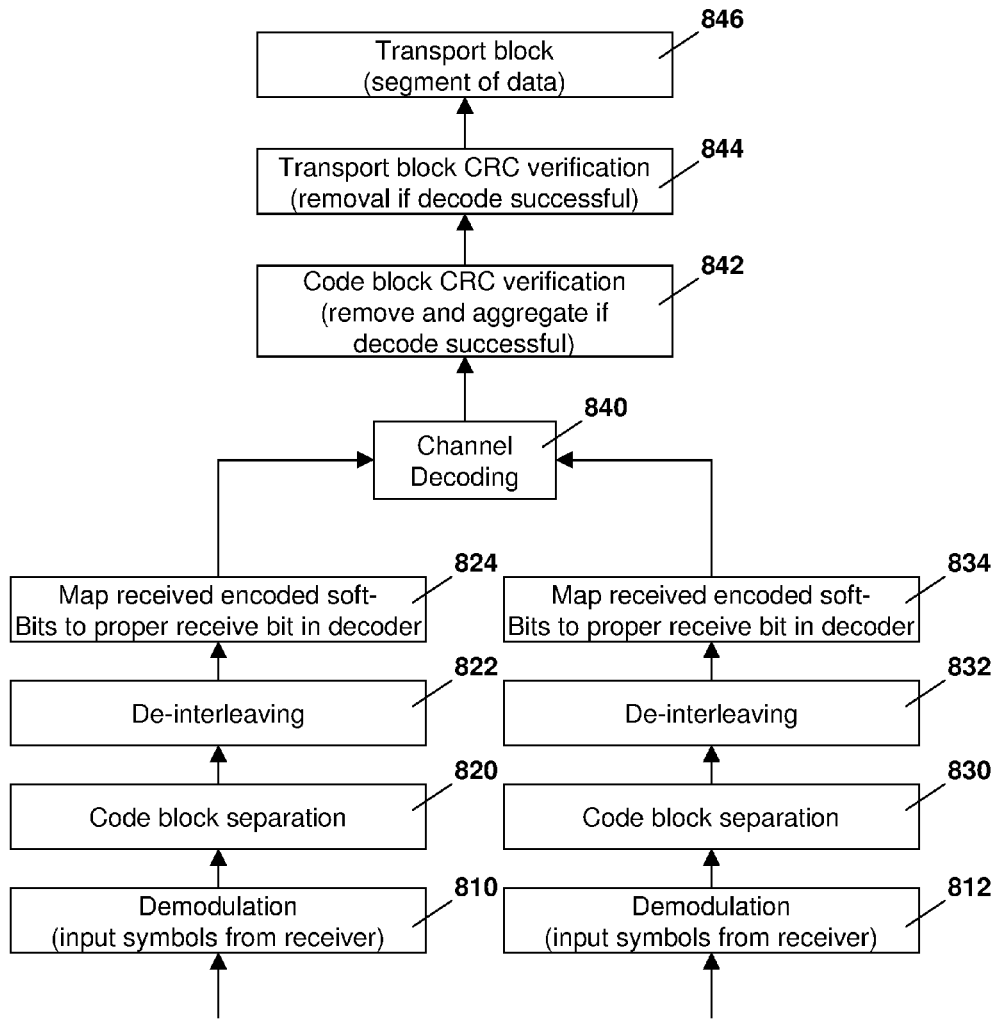 846
Transport block
(segment of data)
844
Transport block CRC verification
(removal if decode successful)
842
Code block CRC verification
(remove and aggregate if
decode successful)
840
Channel
Decoding
824
Map received encoded soft-
Bits to proper receive bit in decoder
834
Map received encoded soft-
Bits to proper receive bit in decoder
822
De-interleaving
832
De-interleaving
820
Code block separation
830
Code block separation
810
Demodulation
(input symbols from receiver)
812
Demodulation
(input symbols from receiver)